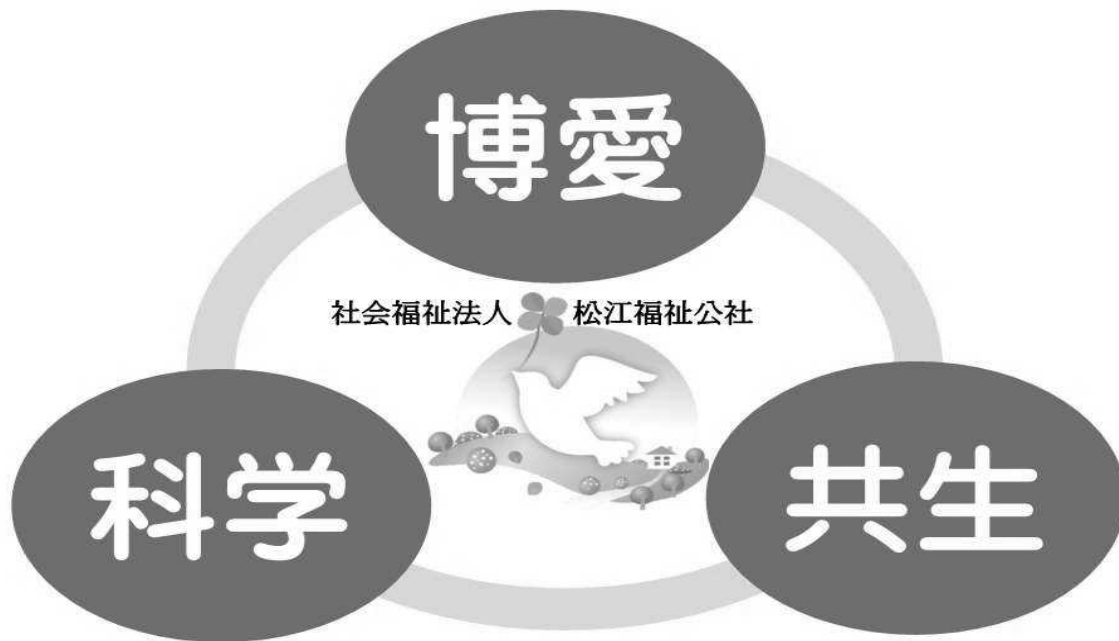 博愛
社会福祉法人 松江福祉公社
科学
共生